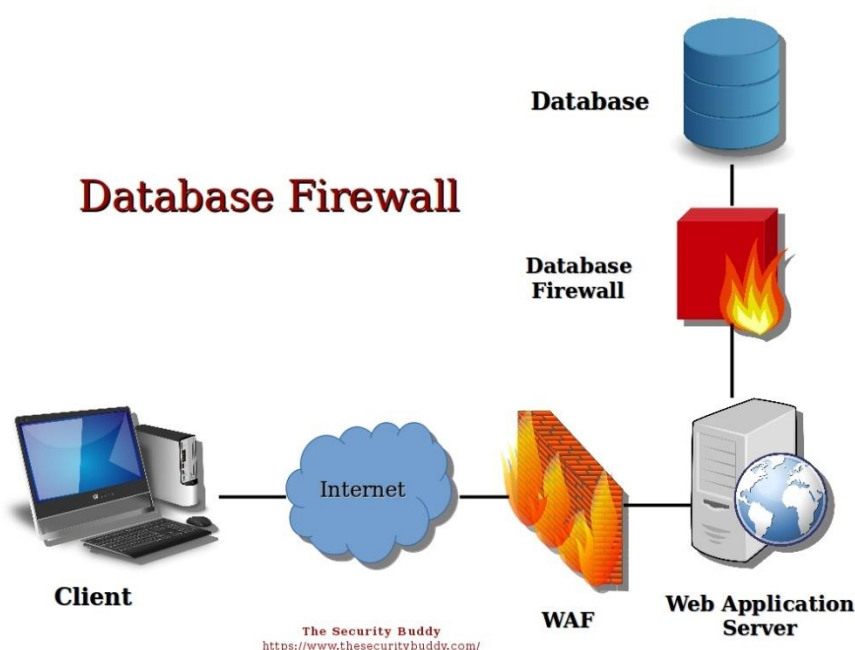 Database
Database Firewall
Database
Firewall
Internet
Client
WAF
Web Application
Server
The Security Buddy
https://www.thesecuritybuddy.com/